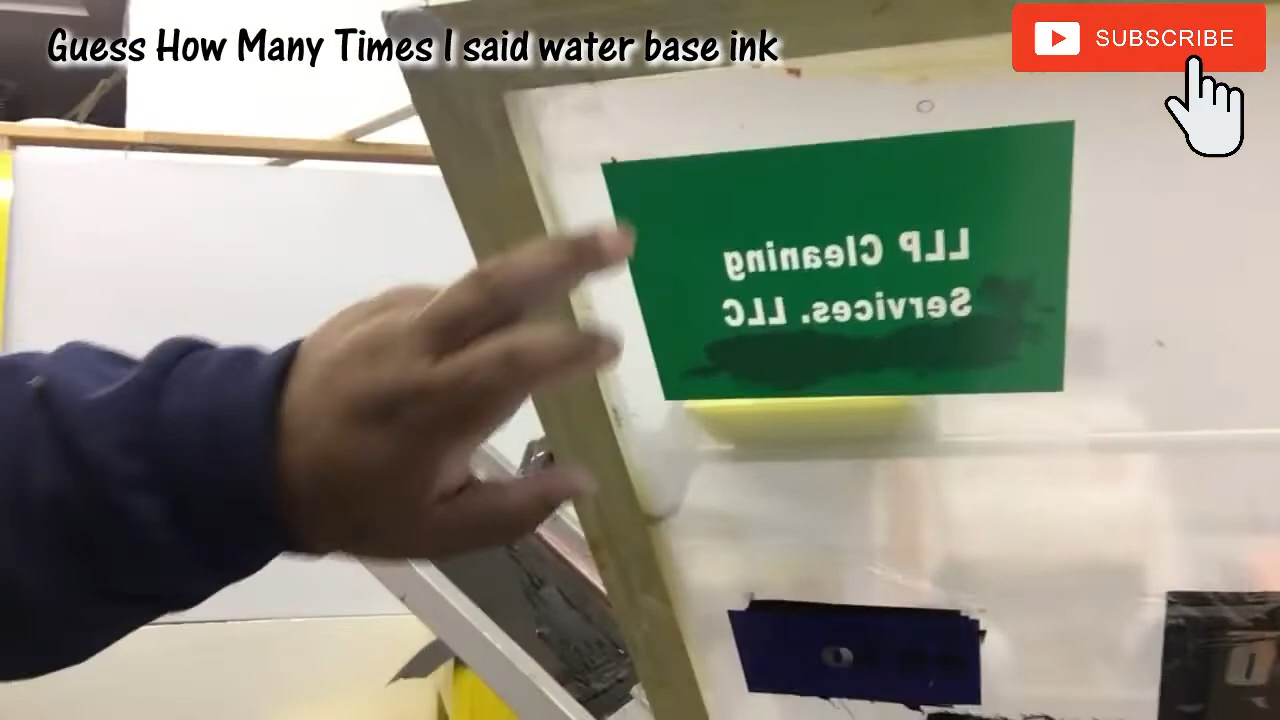 Guess How Many Times I said water base ink
SUBSCRIBE
LLP Cleaning
Services. LLC